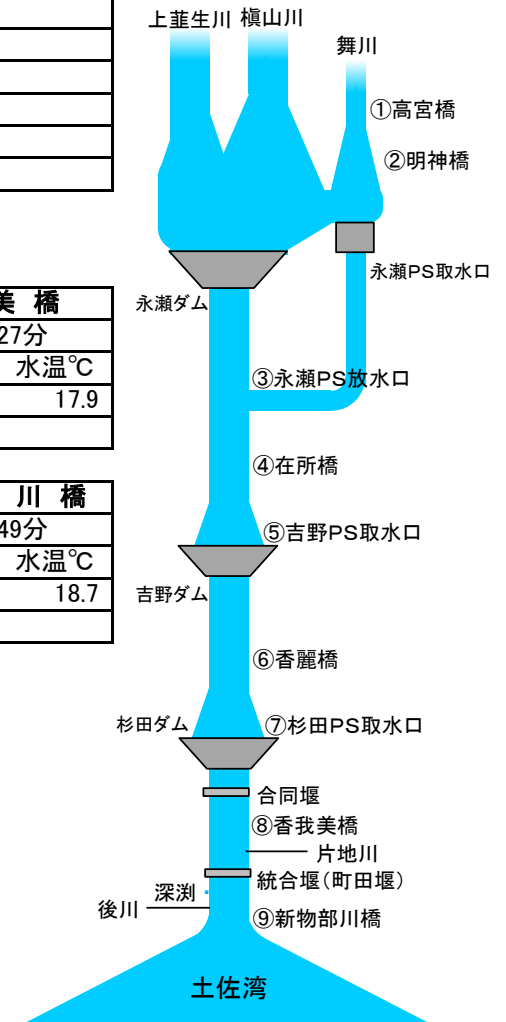 上韮生川 槇山川
舞川
①高宮橋
②明神橋
永瀬PS取水口
永瀬ダム
③永瀬PS放水口
④在所橋
⑤吉野PS取水口
吉野ダム
⑥香麗橋
杉田ダム ⑦杉田PS取水口
合同堰
⑧香我美橋
片地川
統合堰(町田堰)
深渕
後川
⑨新物部川橋
土佐湾
美 橋
27分
水温℃
17.9
川 橋
49分
水温℃
18.7